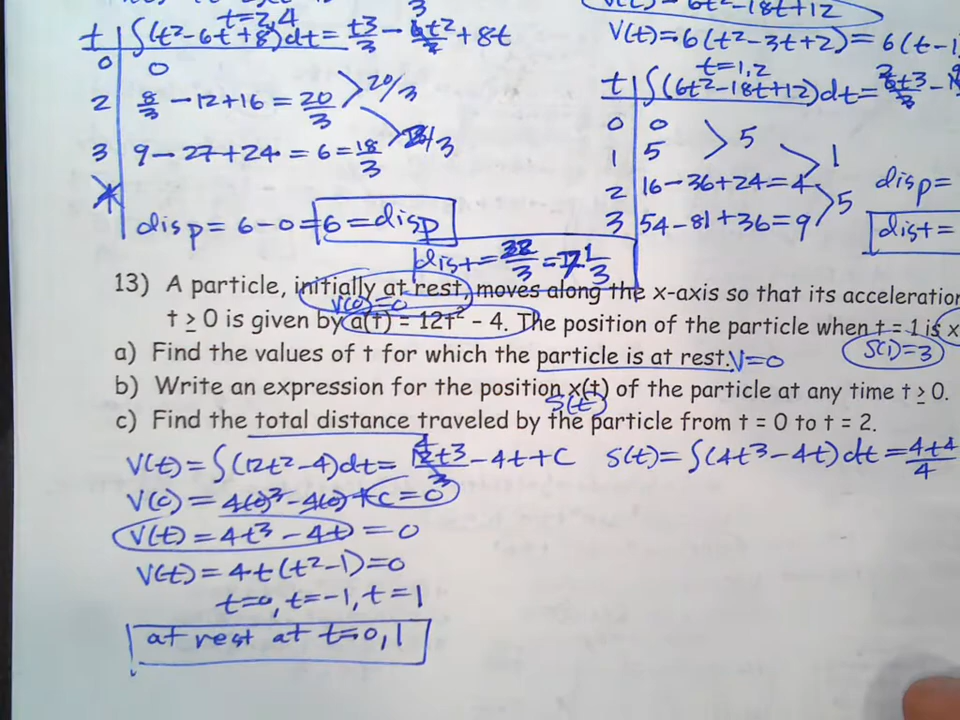 t=2,4
t ∫(t²-6t+8)dt = t3/3 - 6t²/2 + 8t
0 0
2 8/3 -12+16 = 20/3 > 20/3
3 9-27+24 = 6 = 18/3
disp = 6-0 = 6 = disp
dist = 22/3 = 7 1/3
V(t) = 6t²-18t+12
V(t) = 6(t²-3t+2) = 6(t-1
t=1,2
t ∫(6t²-18t+12)dt = 6t3/3 -
0 0
> 5
1 5
> 1
2 16-36+24=4
> 5
3 54-81+36=9
disp =
dist =
13) A particle, initially at rest, moves along the x-axis so that its acceleration
V(0)=0
t ≥ 0 is given by a(t) = 12t² - 4. The position of the particle when t = 1 is x
S(1)=3
a) Find the values of t for which the particle is at rest. V=0
b) Write an expression for the position x(t) of the particle at any time t ≥ 0.
S(t)
c) Find the total distance traveled by the particle from t = 0 to t = 2.
V(t) = ∫(12t²-4)dt = 12t3/3 - 4t + C
4
S(t) = ∫(4t³-4t)dt = 4t4/4
V(0) = 4(0)³-4(0)+C=0
V(t) = 4t³ - 4t = 0
V(t) = 4t(t²-1)=0
t=0, t=-1, t=1
at rest at t=0,1